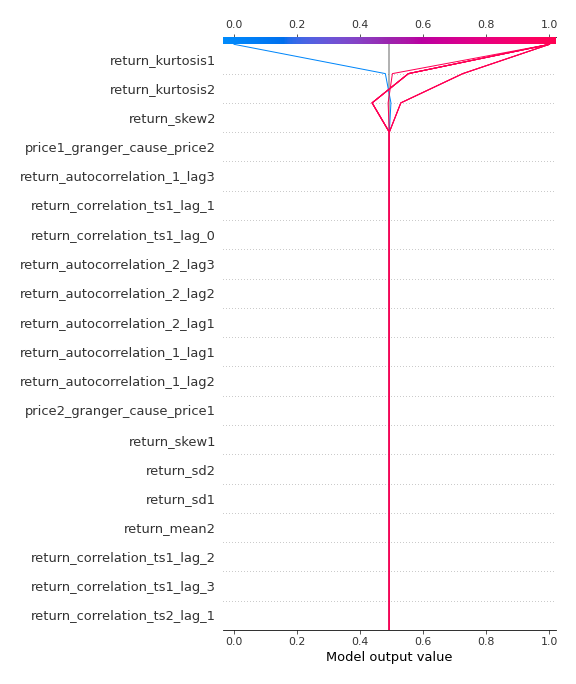 0.0 0.2 0.4 0.6 0.8 1.0
return_kurtosis1
return_kurtosis2
return_skew2
price1_granger_cause_price2
return_autocorrelation_1_lag3
return_correlation_ts1_lag_1
return_correlation_ts1_lag_0
return_autocorrelation_2_lag3
return_autocorrelation_2_lag2
return_autocorrelation_2_lag1
return_autocorrelation_1_lag1
return_autocorrelation_1_lag2
price2_granger_cause_price1
return_skew1
return_sd2
return_sd1
return_mean2
return_correlation_ts1_lag_2
return_correlation_ts1_lag_3
return_correlation_ts2_lag_1
0.0 0.2 0.4 0.6 0.8 1.0
Model output value